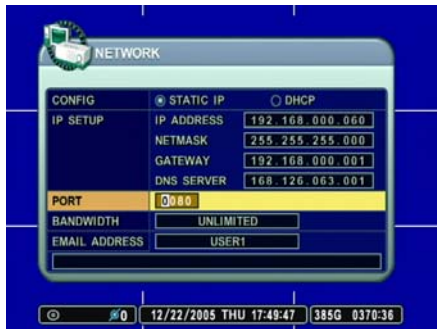 NETWORK
CONFIG STATIC IP DHCP
IP SETUP IP ADDRESS 192.168.000.060
NETMASK 255.255.255.000
GATEWAY 192.168.000.001
DNS SERVER 168.126.063.001
PORT 0080
BANDWIDTH UNLIMITED
EMAIL ADDRESS USER1
0 12/22/2005 THU 17:49:47 385G 0370:36